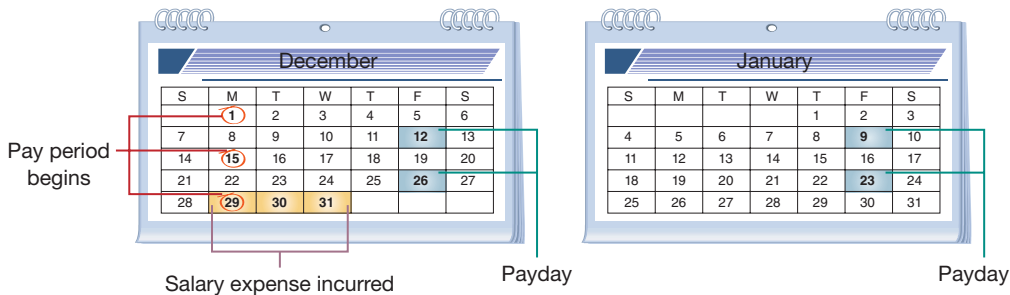 December
S M T W T F S
1 2 3 4 5 6
7 8 9 10 11 12 13
14 15 16 17 18 19 20
21 22 23 24 25 26 27
28 29 30 31
Pay period
begins
Salary expense incurred
Payday
January
S M T W T F S
1 2 3
4 5 6 7 8 9 10
11 12 13 14 15 16 17
18 19 20 21 22 23 24
25 26 27 28 29 30 31
Payday